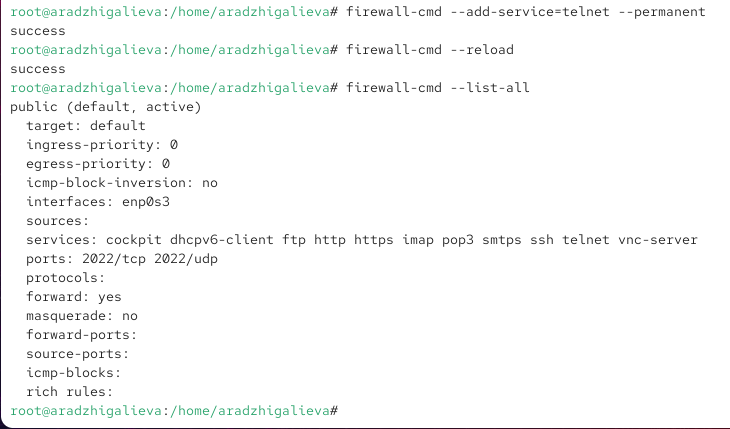 root@aradzhigalieva:/home/aradzhigalieva# firewall-cmd --add-service=telnet --permanent
success
root@aradzhigalieva:/home/aradzhigalieva# firewall-cmd --reload
success
root@aradzhigalieva:/home/aradzhigalieva# firewall-cmd --list-all
public (default, active)
  target: default
  ingress-priority: 0
  egress-priority: 0
  icmp-block-inversion: no
  interfaces: enp0s3
  sources:
  services: cockpit dhcpv6-client ftp http https imap pop3 smtps ssh telnet vnc-server
  ports: 2022/tcp 2022/udp
  protocols:
  forward: yes
  masquerade: no
  forward-ports:
  source-ports:
  icmp-blocks:
  rich rules:
root@aradzhigalieva:/home/aradzhigalieva#